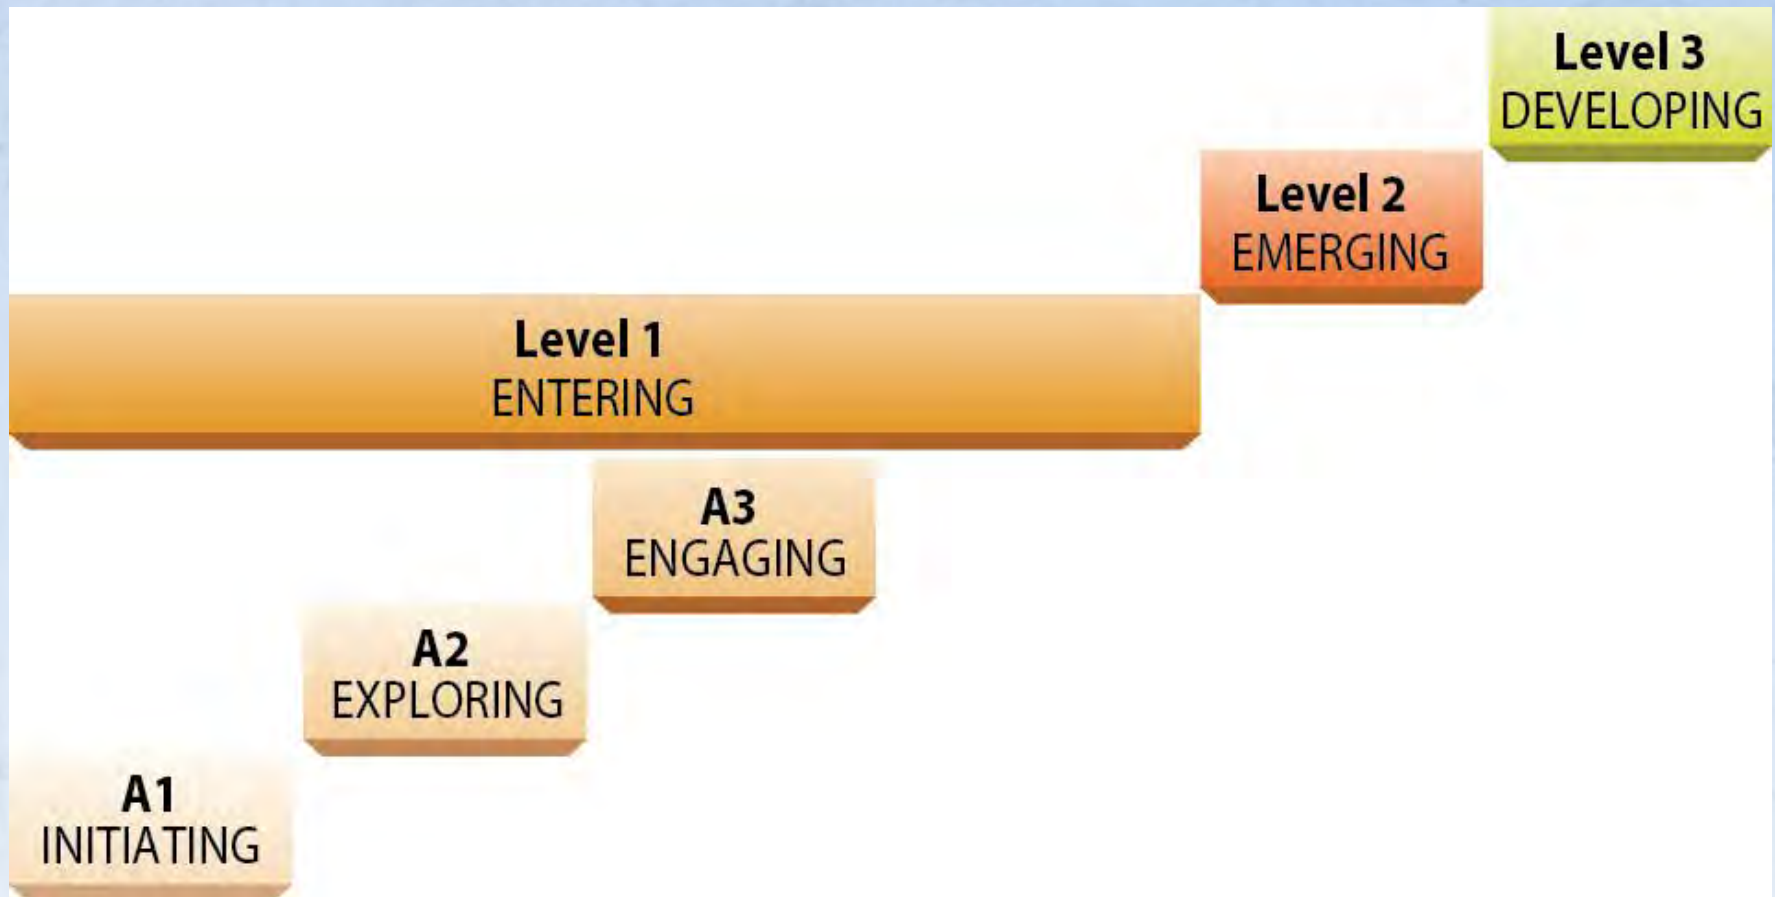 Level 3
DEVELOPING
Level 2
EMERGING
Level 1
ENTERING
A3
ENGAGING
A2
EXPLORING
A1
INITIATING